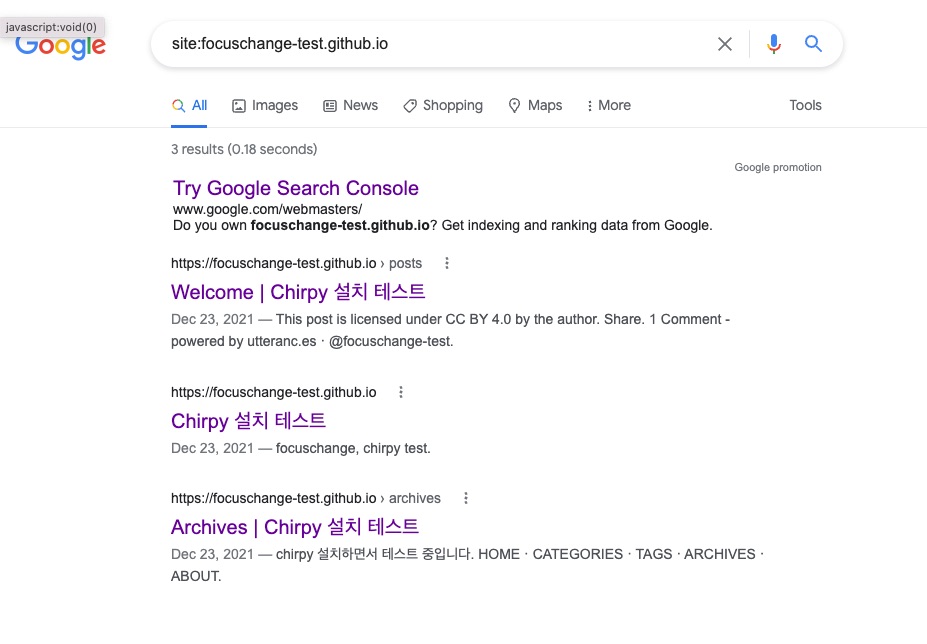 javascript:void(0)
Google
site:focuschange-test.github.io
All Images News Shopping Maps More Tools
3 results (0.18 seconds)
Google promotion
Try Google Search Console
www.google.com/webmasters/
Do you own focuschange-test.github.io? Get indexing and ranking data from Google.
https://focuschange-test.github.io › posts
Welcome | Chirpy 설치 테스트
Dec 23, 2021 — This post is licensed under CC BY 4.0 by the author. Share. 1 Comment -
powered by utteranc.es · @focuschange-test.
https://focuschange-test.github.io
Chirpy 설치 테스트
Dec 23, 2021 — focuschange, chirpy test.
https://focuschange-test.github.io › archives
Archives | Chirpy 설치 테스트
Dec 23, 2021 — chirpy 설치하면서 테스트 중입니다. HOME · CATEGORIES · TAGS · ARCHIVES ·
ABOUT.